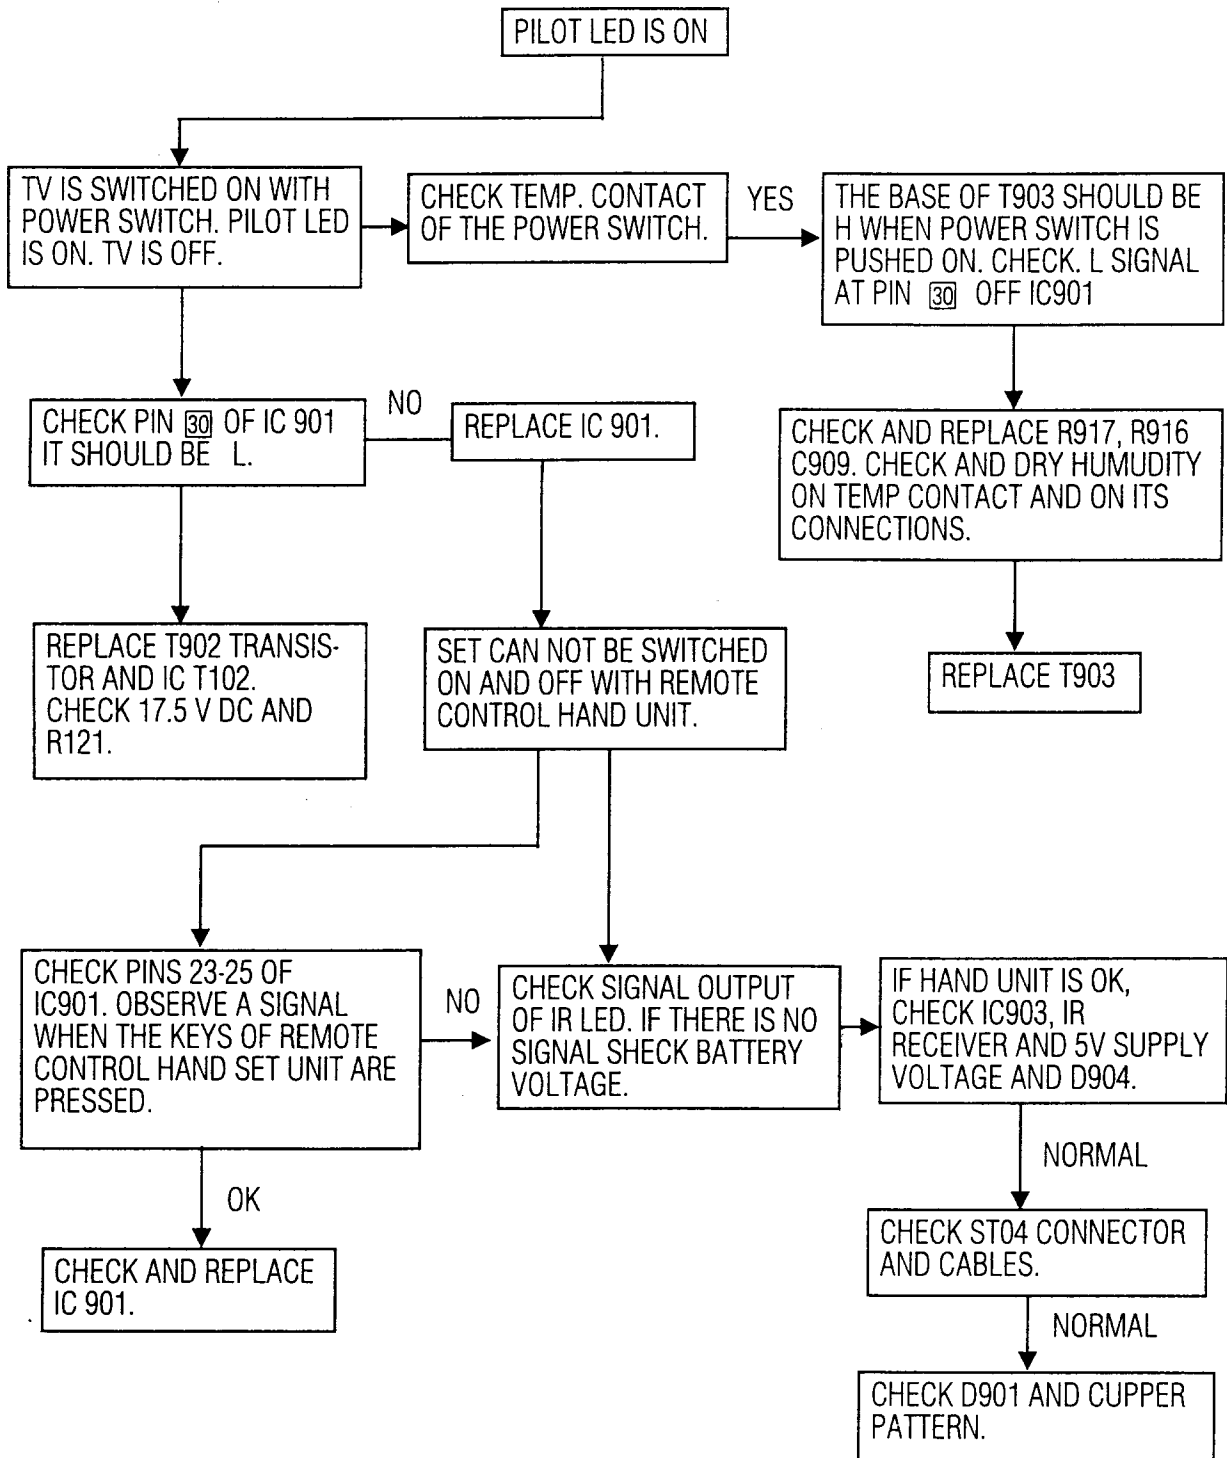 PILOT LED IS ON
TV IS SWITCHED ON WITH
POWER SWITCH. PILOT LED
IS ON. TV IS OFF.
CHECK TEMP. CONTACT
OF THE POWER SWITCH.
YES
THE BASE OF T903 SHOULD BE
H WHEN POWER SWITCH IS
PUSHED ON. CHECK. L SIGNAL
AT PIN 30 OFF IC901
CHECK PIN 30 OF IC 901
IT SHOULD BE L.
NO
REPLACE IC 901.
CHECK AND REPLACE R917, R916
C909. CHECK AND DRY HUMUDITY
ON TEMP CONTACT AND ON ITS
CONNECTIONS.
REPLACE T902 TRANSIS-
TOR AND IC T102.
CHECK 17.5 V DC AND
R121.
SET CAN NOT BE SWITCHED
ON AND OFF WITH REMOTE
CONTROL HAND UNIT.
REPLACE T903
CHECK PINS 23-25 OF
IC901. OBSERVE A SIGNAL
WHEN THE KEYS OF REMOTE
CONTROL HAND SET UNIT ARE
PRESSED.
NO
CHECK SIGNAL OUTPUT
OF IR LED. IF THERE IS NO
SIGNAL SHECK BATTERY
VOLTAGE.
IF HAND UNIT IS OK,
CHECK IC903, IR
RECEIVER AND 5V SUPPLY
VOLTAGE AND D904.
OK
NORMAL
CHECK AND REPLACE
IC 901.
CHECK ST04 CONNECTOR
AND CABLES.
NORMAL
CHECK D901 AND CUPPER
PATTERN.